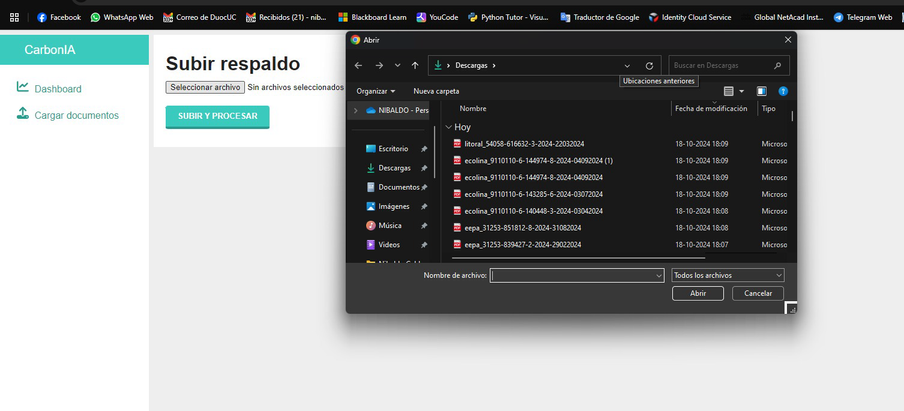 Facebook WhatsApp Web Correo de DuocUC Recibidos (21) - nib... Blackboard Learn YouCode Python Tutor - Visu... Traductor de Google Identity Cloud Service Global NetAcad Inst... Telegram Web
CarbonIA
Dashboard
Cargar documentos
Subir respaldo
Seleccionar archivo Sin archivos seleccionados
SUBIR Y PROCESAR
Abrir
Descargas
Buscar en Descargas
Ubicaciones anteriores
Organizar Nueva carpeta
NIBALDO - Pers
Escritorio
Descargas
Documentos
Imágenes
Música
Videos
Nombre Fecha de modificación Tipo
Hoy
litoral_54058-616632-3-2024-22032024 18-10-2024 18:09 Microso
ecolina_9110110-6-144974-8-2024-04092024 (1) 18-10-2024 18:09 Microso
ecolina_9110110-6-144974-8-2024-04092024 18-10-2024 18:09 Microso
ecolina_9110110-6-143285-6-2024-03072024 18-10-2024 18:09 Microso
ecolina_9110110-6-140448-3-2024-03042024 18-10-2024 18:08 Microso
eepa_31253-851812-8-2024-31082024 18-10-2024 18:08 Microso
eepa_31253-839427-2-2024-29022024 18-10-2024 18:07 Microso
Nombre de archivo: Todos los archivos
Abrir Cancelar